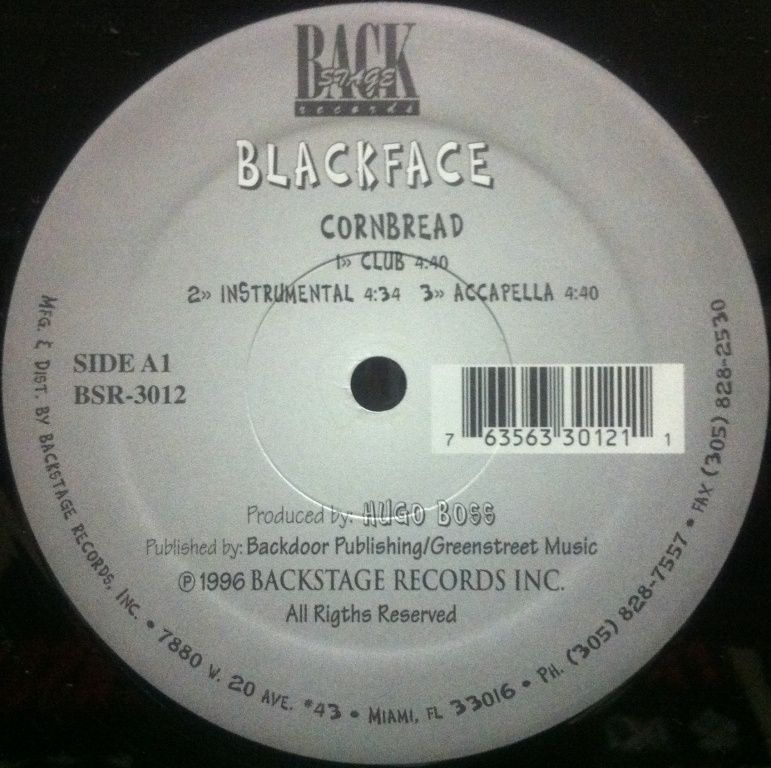 BACK
STAGE
records
BLACKFACE
CORNBREAD
1» CLUB 4:40
2» INSTRUMENTAL 4:34 3» ACCAPELLA 4:40
SIDE A1
BSR-3012
7 63563 30121 1
Produced by: HUGO BOSS
Published by: Backdoor Publishing/Greenstreet Music
℗ 1996 BACKSTAGE RECORDS INC.
All Rigths Reserved
MFG. & DIST. BY BACKSTAGE RECORDS, INC. • 7880 W. 20 AVE. #43 • MIAMI, FL 33016 • PH. (305) 828-7557 • FAX (305) 828-2530